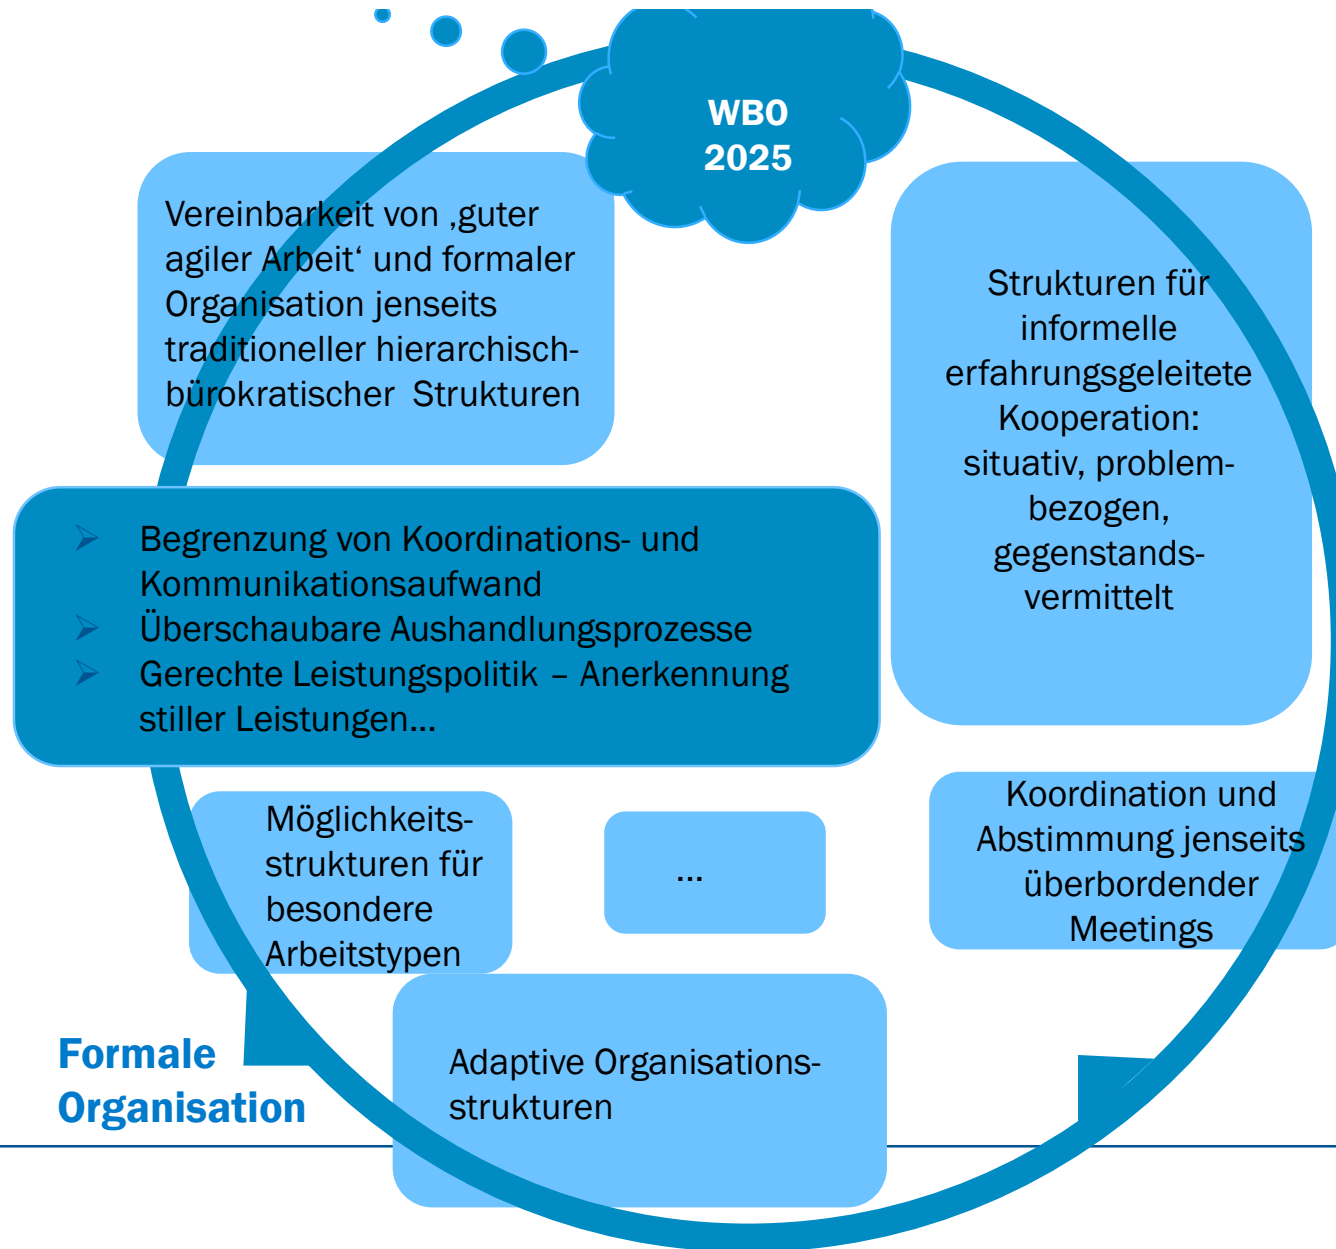 WBO
2025
Vereinbarkeit von ‚guter
agiler Arbeit‘ und formaler
Organisation jenseits
traditioneller hierarchisch-
bürokratischer Strukturen
Strukturen für
informelle
erfahrungsgeleitete
Kooperation:
situativ, problem-
bezogen,
gegenstands-
vermittelt
➢ Begrenzung von Koordinations- und
Kommunikationsaufwand
➢ Überschaubare Aushandlungsprozesse
➢ Gerechte Leistungspolitik – Anerkennung
stiller Leistungen...
Möglichkeits-
strukturen für
besondere
Arbeitstypen
...
Koordination und
Abstimmung jenseits
überbordender
Meetings
Formale
Organisation
Adaptive Organisations-
strukturen